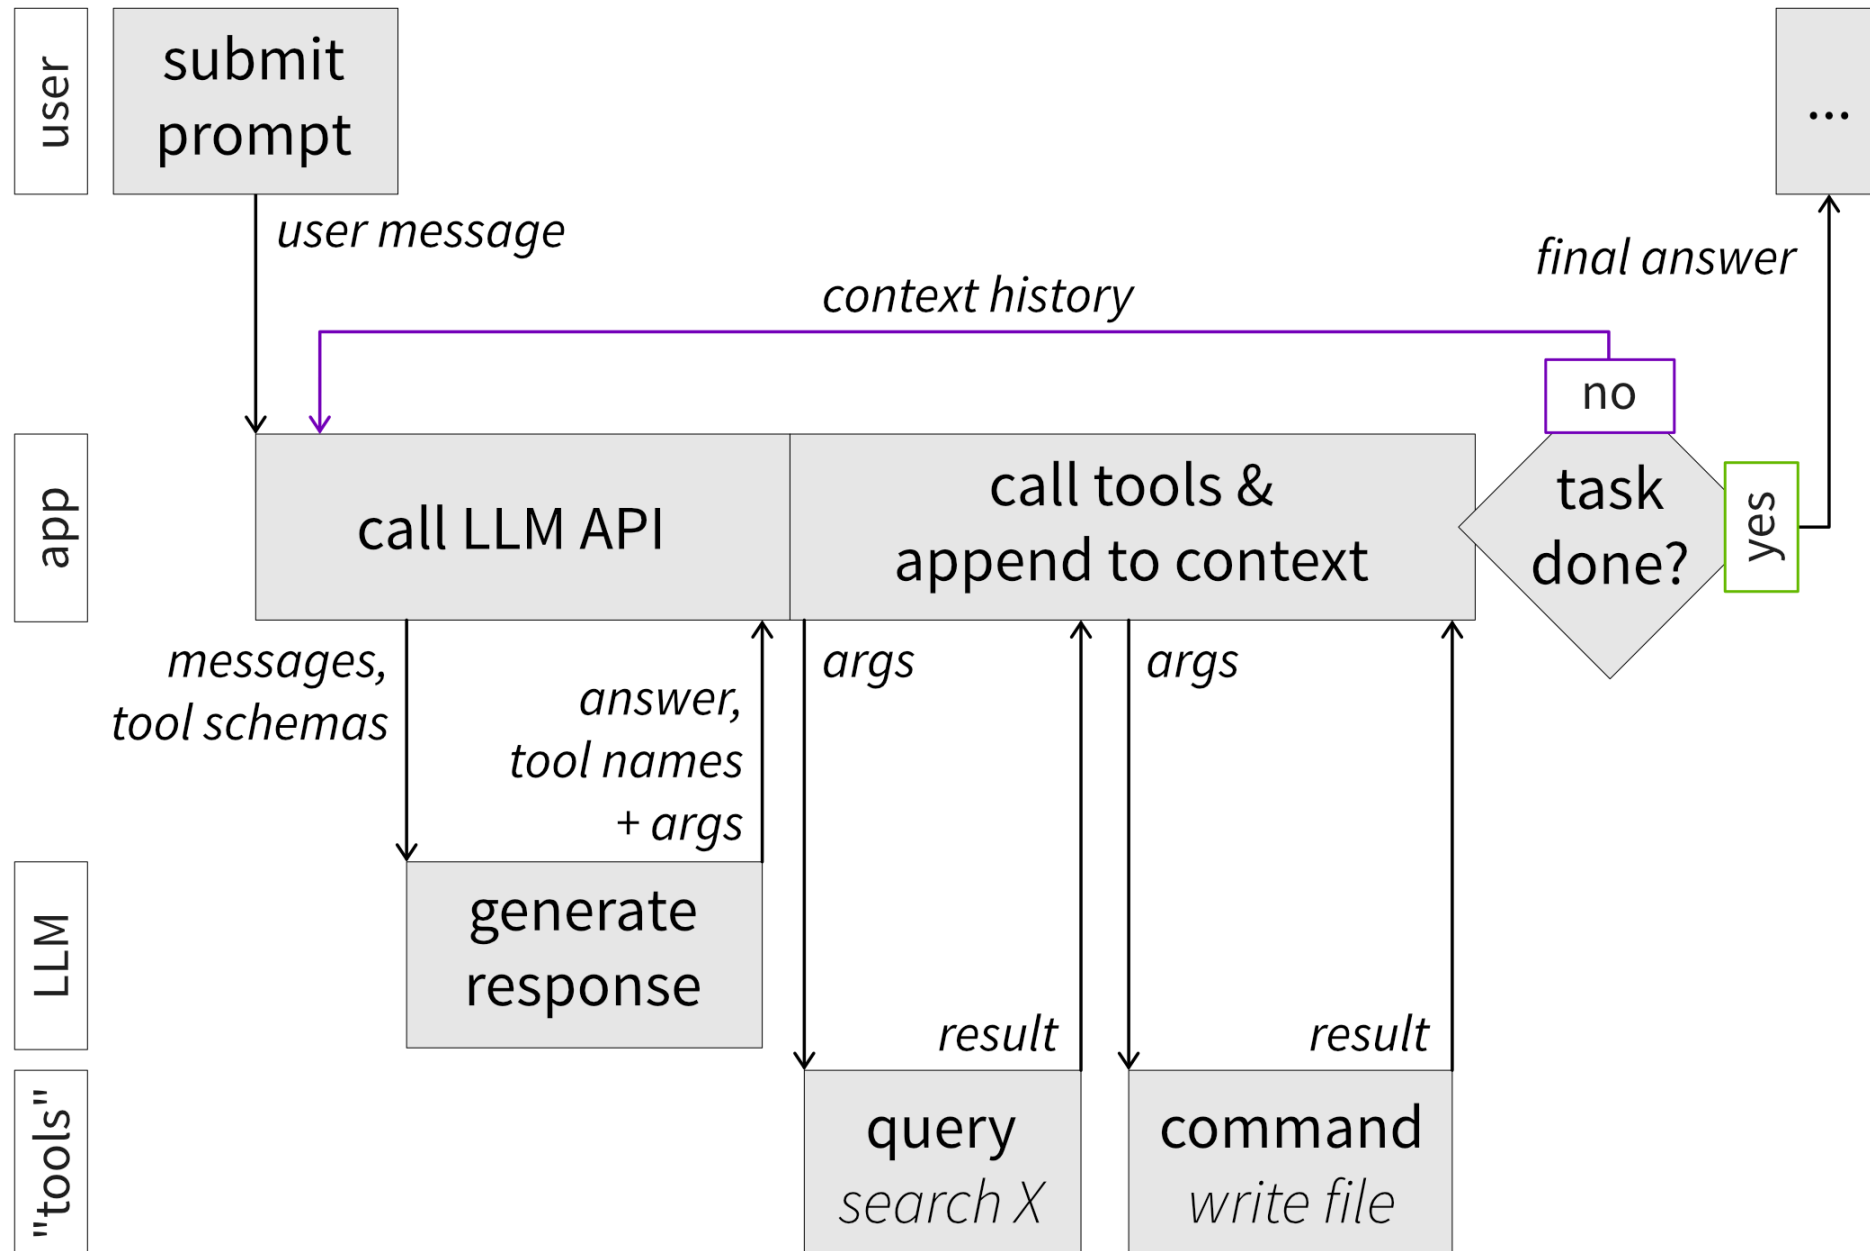 user
submit
prompt
...
user message
final answer
context history
no
app
call LLM API
call tools &
append to context
task
done?
yes
messages,
tool schemas
answer,
tool names
+ args
args
args
LLM
generate
response
result
result
"tools"
query
search X
command
write file